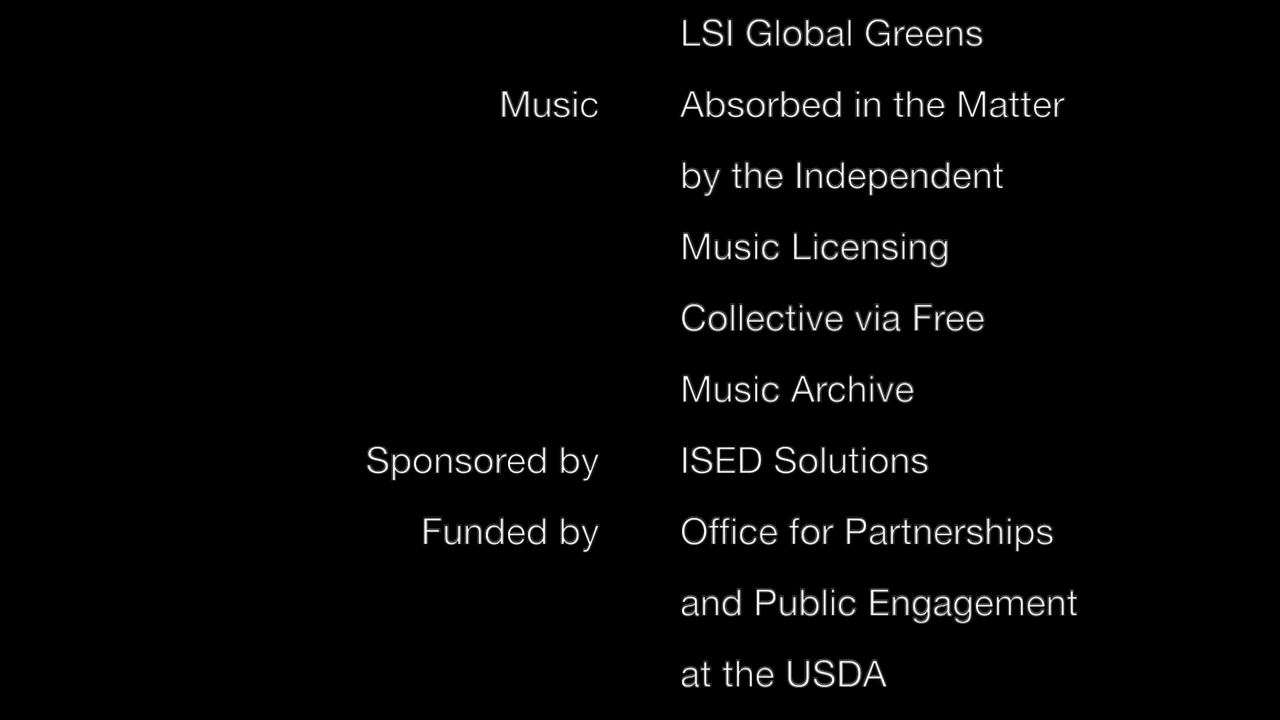 LSI Global Greens
Music Absorbed in the Matter
by the Independent
Music Licensing
Collective via Free
Music Archive
Sponsored by ISED Solutions
Funded by Office for Partnerships
and Public Engagement
at the USDA